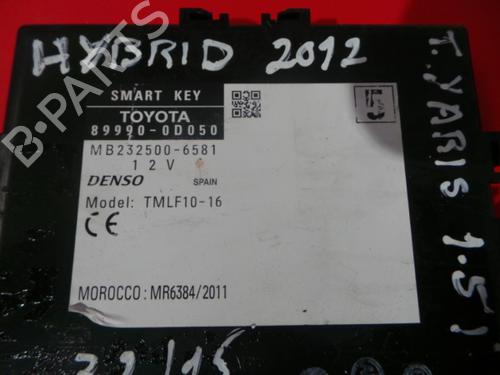 HYBRID 2012
T. YARIS 1.5i
SMART KEY
5
TOYOTA
89990-0D050
MB232500-6581
12V
DENSO SPAIN
Model: TMLF10-16
CE
MOROCCO: MR6384/2011